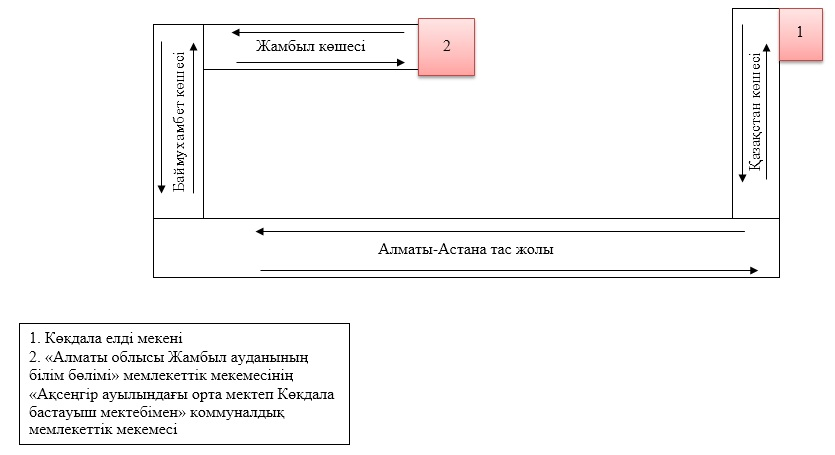 1
Жамбыл көшесі
2
Баймухамбет көшесі
Қазақстан көшесі
Алматы-Астана тас жолы
1. Көкдала елді мекені
2. «Алматы облысы Жамбыл ауданының
білім бөлімі» мемлекеттік мекемесінің
«Ақсеңгір ауылындағы орта мектеп Көкдала
бастауыш мектебімен» коммуналдық
мемлекеттік мекемесі